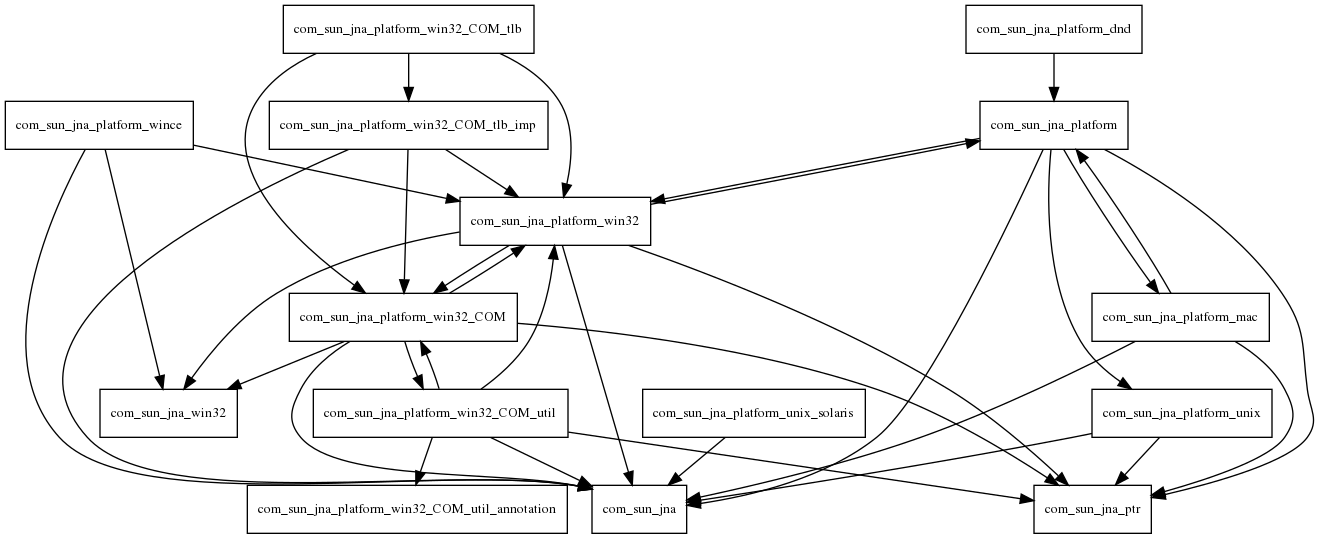 com_sun_jna_platform_win32_COM_tlb
com_sun_jna_platform_dnd
com_sun_jna_platform_wince
com_sun_jna_platform_win32_COM_tlb_imp
com_sun_jna_platform
com_sun_jna_platform_win32
com_sun_jna_platform_win32_COM
com_sun_jna_platform_mac
com_sun_jna_win32
com_sun_jna_platform_win32_COM_util
com_sun_jna_platform_unix_solaris
com_sun_jna_platform_unix
com_sun_jna_platform_win32_COM_util_annotation
com_sun_jna
com_sun_jna_ptr